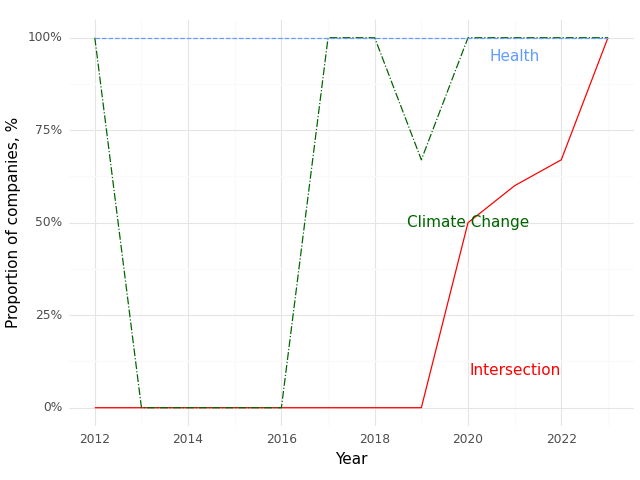 100%
75%
50%
25%
0%
Proportion of companies, %
Health
Climate Change
Intersection
2012
2014
2016
2018
2020
2022
Year